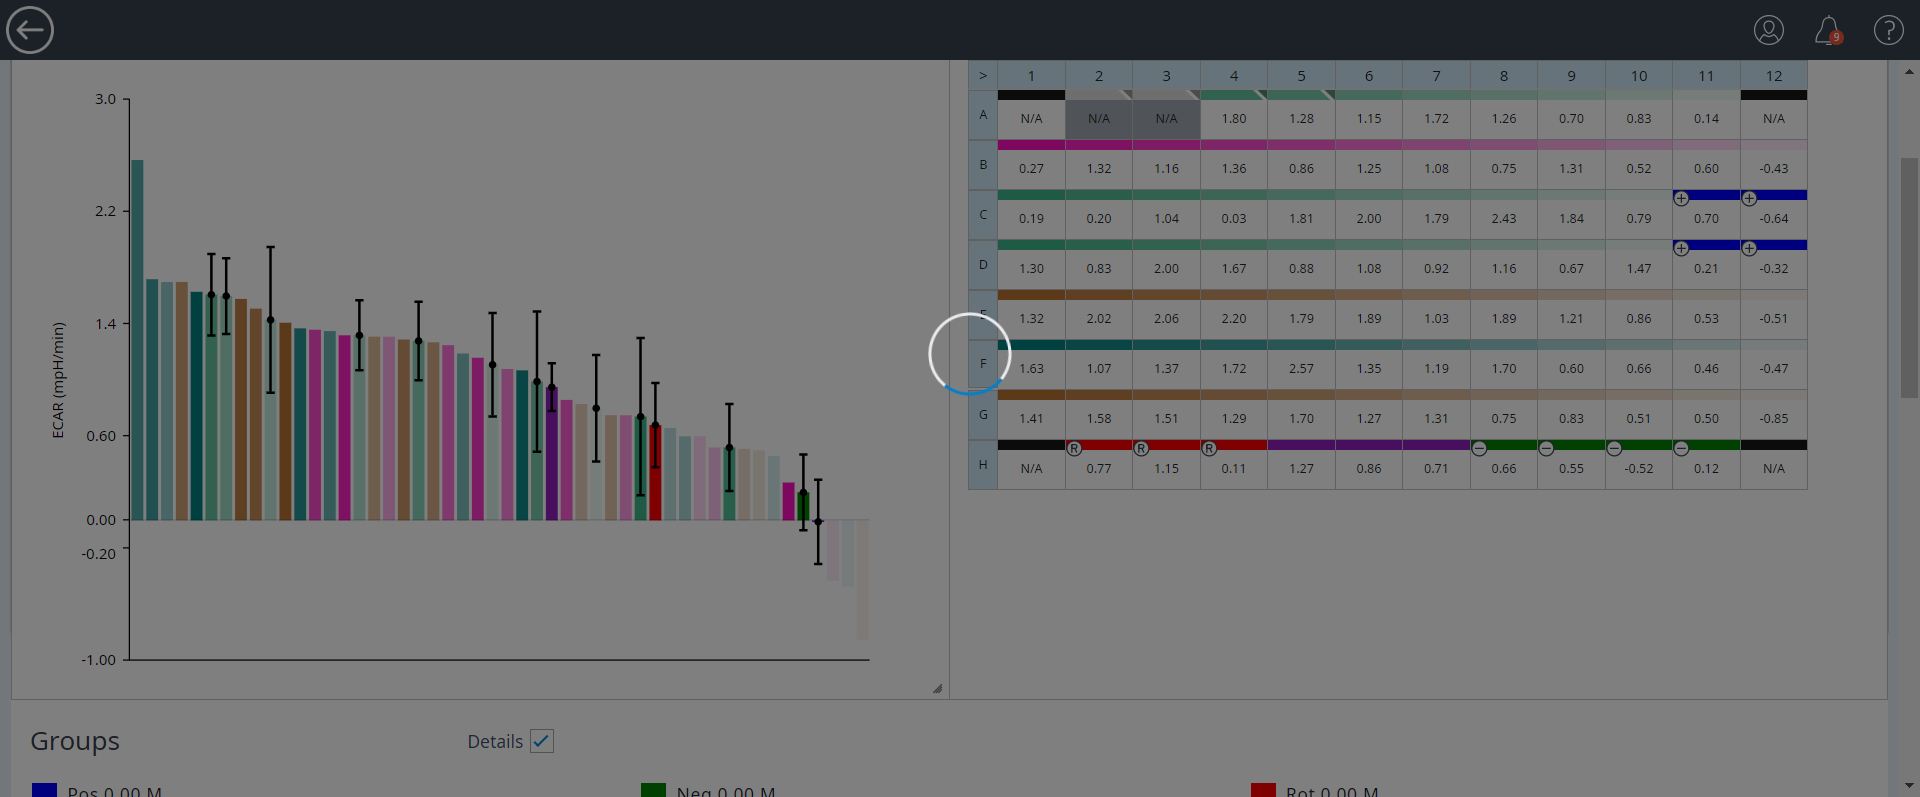 9 ?
3.0
2.2
1.4
0.60
0.00
-0.20
-1.00
ECAR (mpH/min)
> 1 2 3 4 5 6 7 8 9 10 11 12
A N/A N/A N/A 1.80 1.28 1.15 1.72 1.26 0.70 0.83 0.14 N/A
B 0.27 1.32 1.16 1.36 0.86 1.25 1.08 0.75 1.31 0.52 0.60 -0.43
+ +
C 0.19 0.20 1.04 0.03 1.81 2.00 1.79 2.43 1.84 0.79 0.70 -0.64
+ +
D 1.30 0.83 2.00 1.67 0.88 1.08 0.92 1.16 0.67 1.47 0.21 -0.32
E 1.32 2.02 2.06 2.20 1.79 1.89 1.03 1.89 1.21 0.86 0.53 -0.51
F 1.63 1.07 1.37 1.72 2.57 1.35 1.19 1.70 0.60 0.66 0.46 -0.47
G 1.41 1.58 1.51 1.29 1.70 1.27 1.31 0.75 0.83 0.51 0.50 -0.85
R R R − − − −
H N/A 0.77 1.15 0.11 1.27 0.86 0.71 0.66 0.55 -0.52 0.12 N/A
Groups
Details
Pos 0.00 M
Neg 0.00 M
Rot 0.00 M